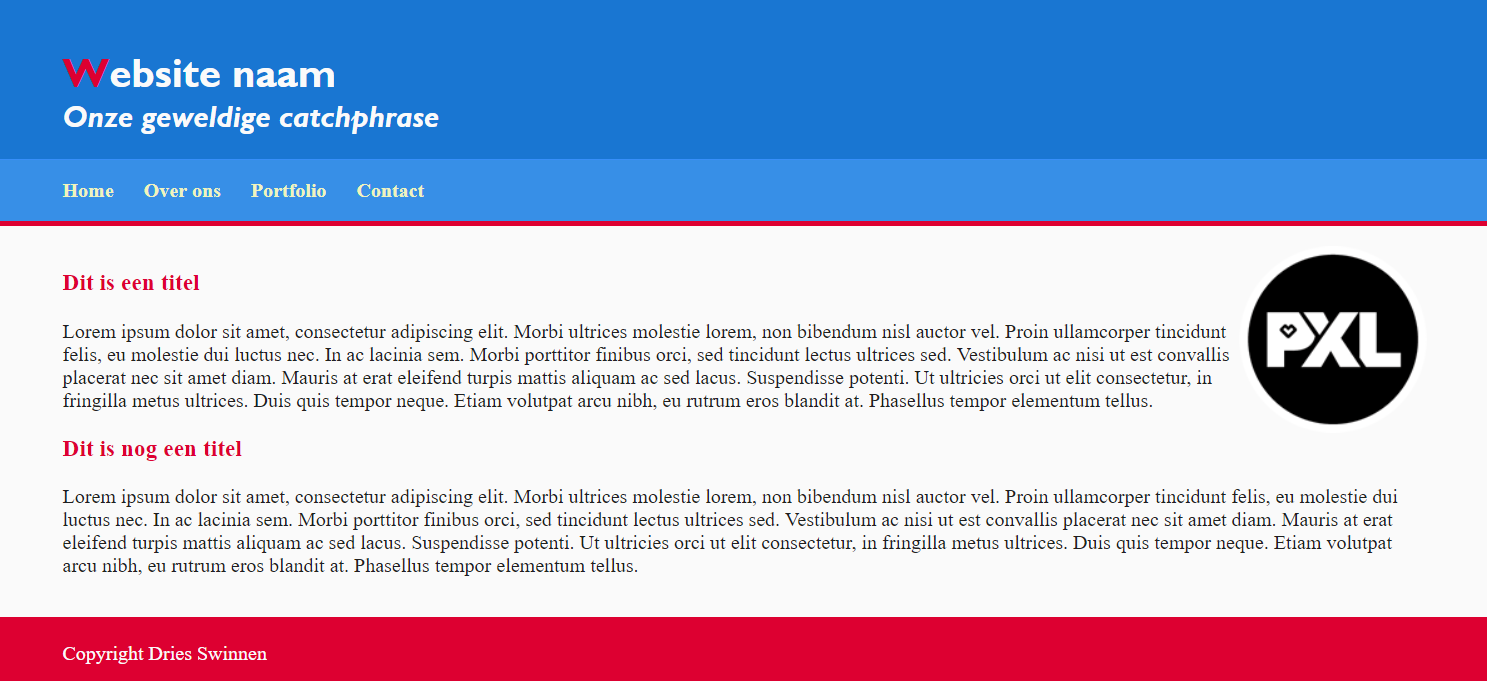 Website naam
Onze geweldige catchphrase
Home Over ons Portfolio Contact
Dit is een titel
Lorem ipsum dolor sit amet, consectetur adipiscing elit. Morbi ultrices molestie lorem, non bibendum nisl auctor vel. Proin ullamcorper tincidunt
felis, eu molestie dui luctus nec. In ac lacinia sem. Morbi porttitor finibus orci, sed tincidunt lectus ultrices sed. Vestibulum ac nisi ut est convallis
placerat nec sit amet diam. Mauris at erat eleifend turpis mattis aliquam ac sed lacus. Suspendisse potenti. Ut ultricies orci ut elit consectetur, in
fringilla metus ultrices. Duis quis tempor neque. Etiam volutpat arcu nibh, eu rutrum eros blandit at. Phasellus tempor elementum tellus.
PXL
Dit is nog een titel
Lorem ipsum dolor sit amet, consectetur adipiscing elit. Morbi ultrices molestie lorem, non bibendum nisl auctor vel. Proin ullamcorper tincidunt felis, eu molestie dui
luctus nec. In ac lacinia sem. Morbi porttitor finibus orci, sed tincidunt lectus ultrices sed. Vestibulum ac nisi ut est convallis placerat nec sit amet diam. Mauris at erat
eleifend turpis mattis aliquam ac sed lacus. Suspendisse potenti. Ut ultricies orci ut elit consectetur, in fringilla metus ultrices. Duis quis tempor neque. Etiam volutpat
arcu nibh, eu rutrum eros blandit at. Phasellus tempor elementum tellus.
Copyright Dries Swinnen